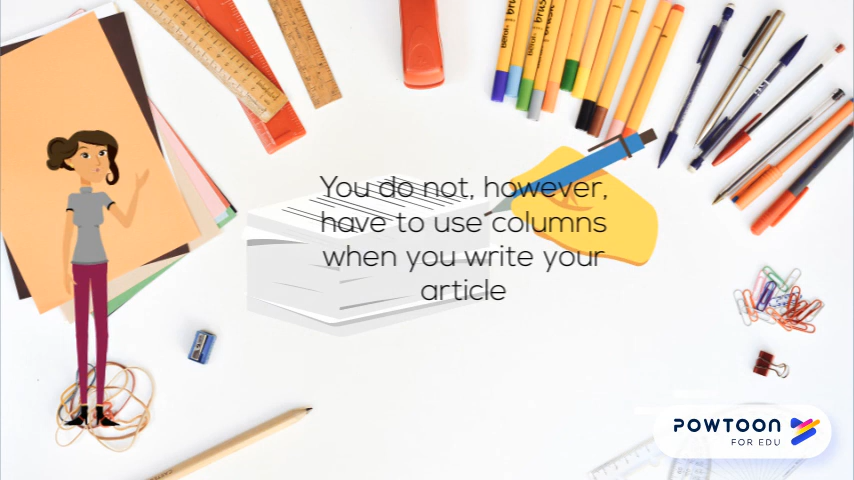 You do not, however,
have to use columns
when you write your
article
POWTOON
FOR EDU